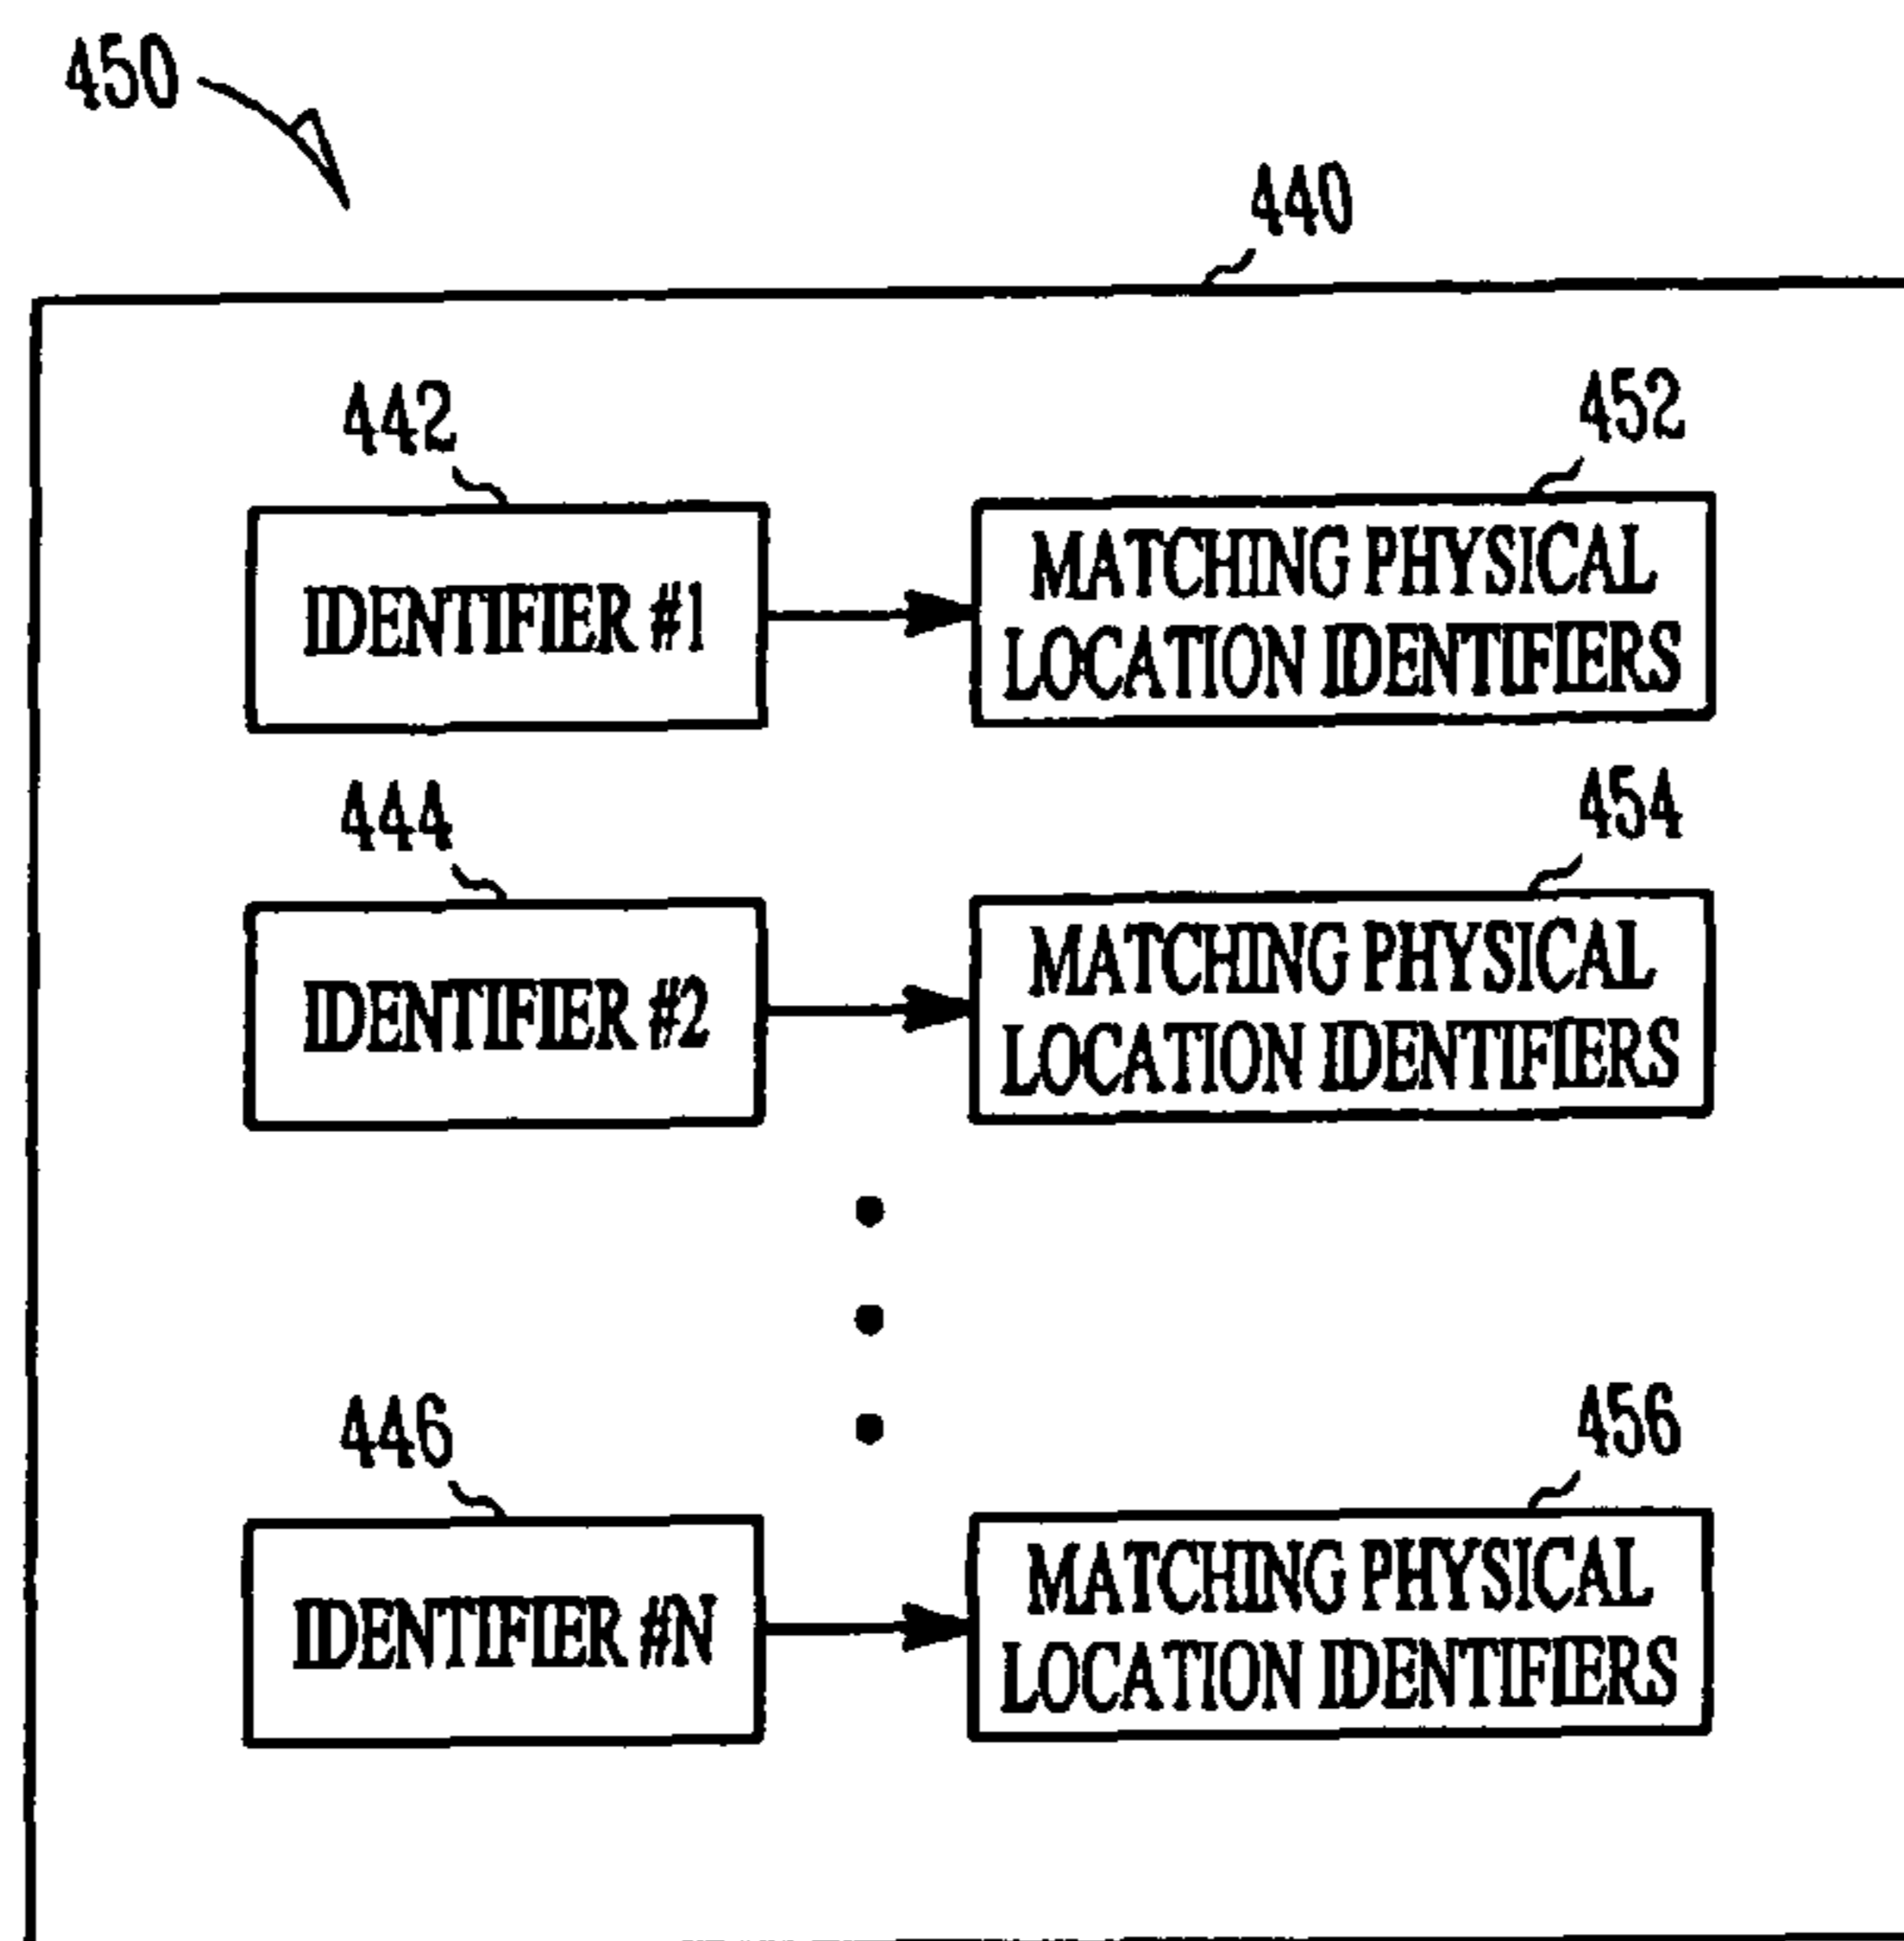 450
440
442
452
IDENTIFIER #1
MATCHING PHYSICAL
LOCATION IDENTIFIERS
444
454
IDENTIFIER #2
MATCHING PHYSICAL
LOCATION IDENTIFIERS
446
456
IDENTIFIER #N
MATCHING PHYSICAL
LOCATION IDENTIFIERS